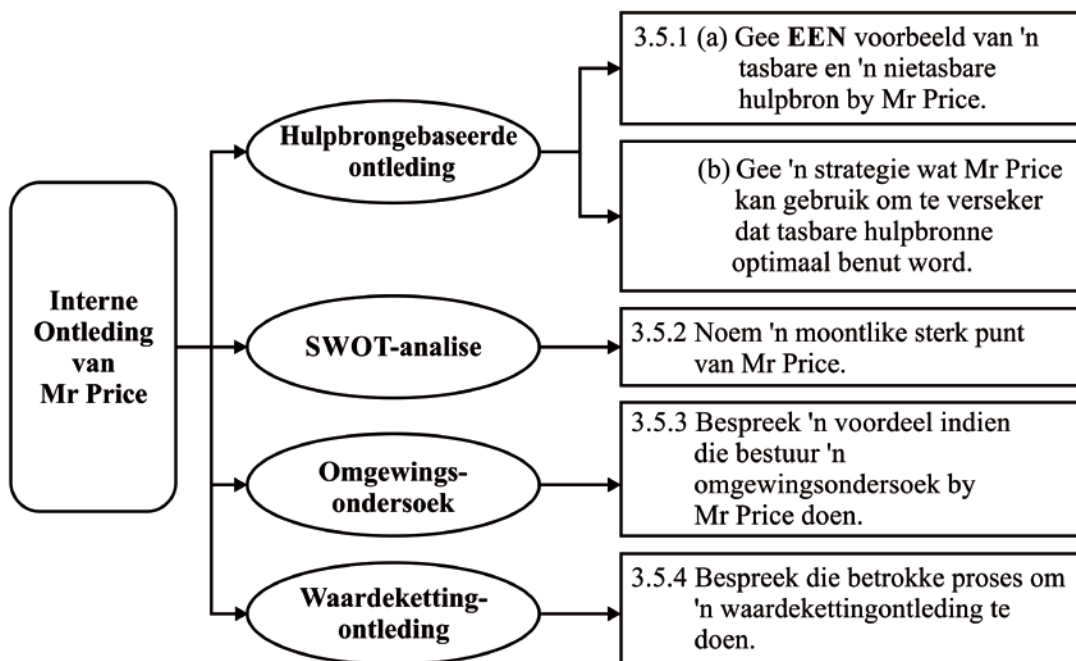 Interne
Ontleding
van
Mr Price
Hulpbrongebaseerde
ontleding
3.5.1 (a) Gee EEN voorbeeld van 'n
tasbare en 'n nietasbare
hulpbron by Mr Price.
(b) Gee 'n strategie wat Mr Price
kan gebruik om te verseker
dat tasbare hulpbronne
optimaal benut word.
SWOT-analise
3.5.2 Noem 'n moontlike sterk punt
van Mr Price.
Omgewings-
ondersoek
3.5.3 Bespreek 'n voordeel indien
die bestuur 'n
omgewingsondersoek by
Mr Price doen.
Waardeketting-
ontleding
3.5.4 Bespreek die betrokke proses om
'n waardekettingontleding te
doen.